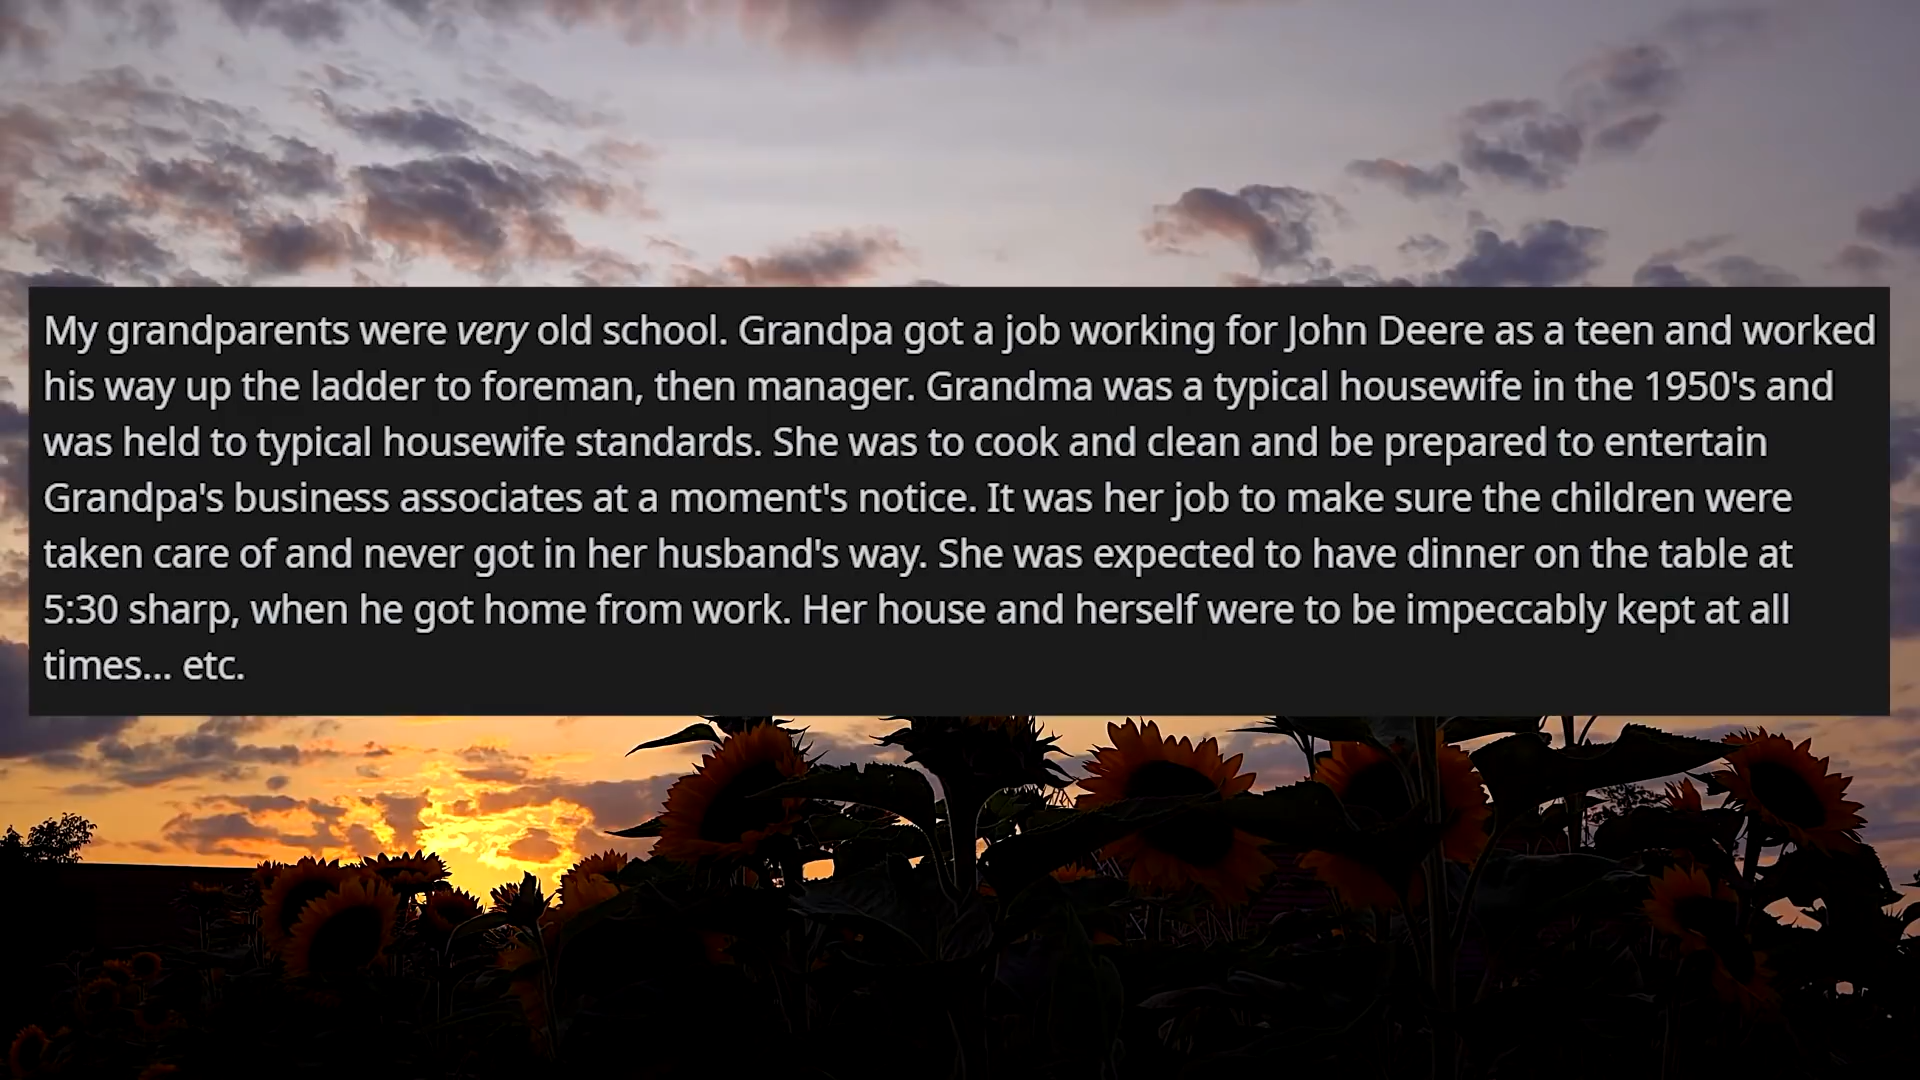 My grandparents were very old school. Grandpa got a job working for John Deere as a teen and worked
his way up the ladder to foreman, then manager. Grandma was a typical housewife in the 1950's and
was held to typical housewife standards. She was to cook and clean and be prepared to entertain
Grandpa's business associates at a moment's notice. It was her job to make sure the children were
taken care of and never got in her husband's way. She was expected to have dinner on the table at
5:30 sharp, when he got home from work. Her house and herself were to be impeccably kept at all
times... etc.